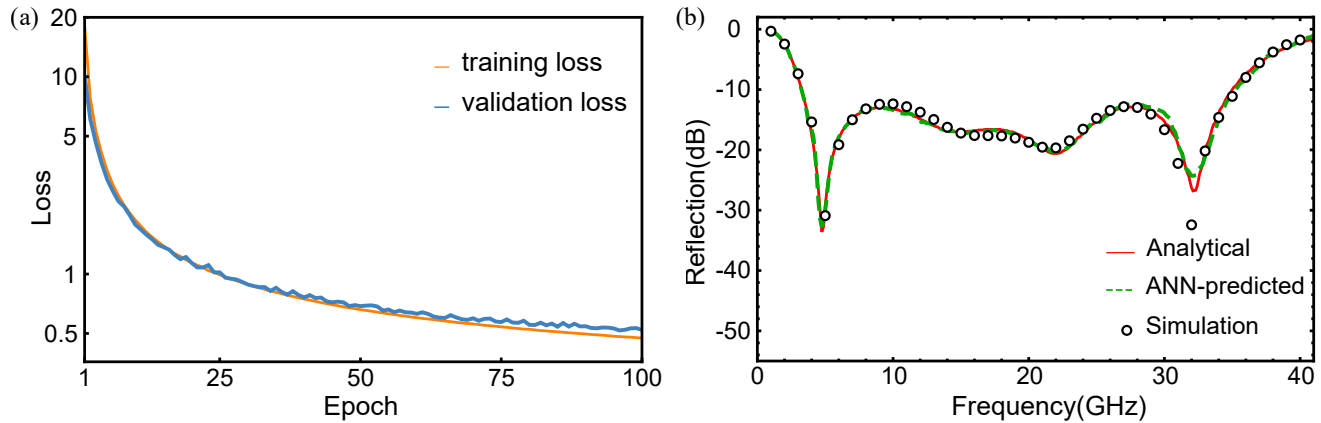 (a)
20
10
5
1
0.5
Loss
training loss
validation loss
1 25 50 75 100
Epoch
(b)
0
-10
-20
-30
-40
-50
Reflection(dB)
Analytical
ANN-predicted
Simulation
0 10 20 30 40
Frequency(GHz)